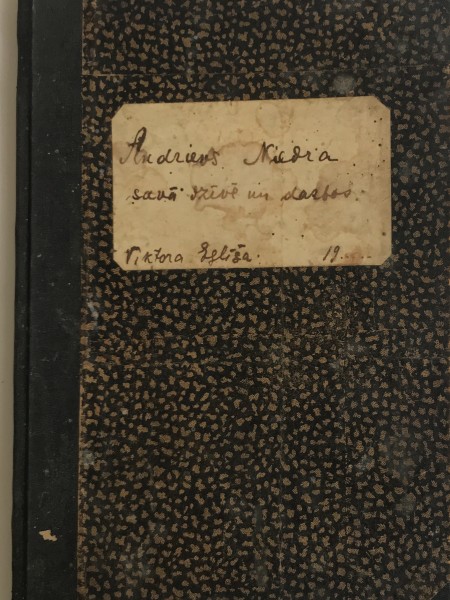 Andrievs Niedra
savā dzīvē un darbos.
Viktora Eglīša. 19.....